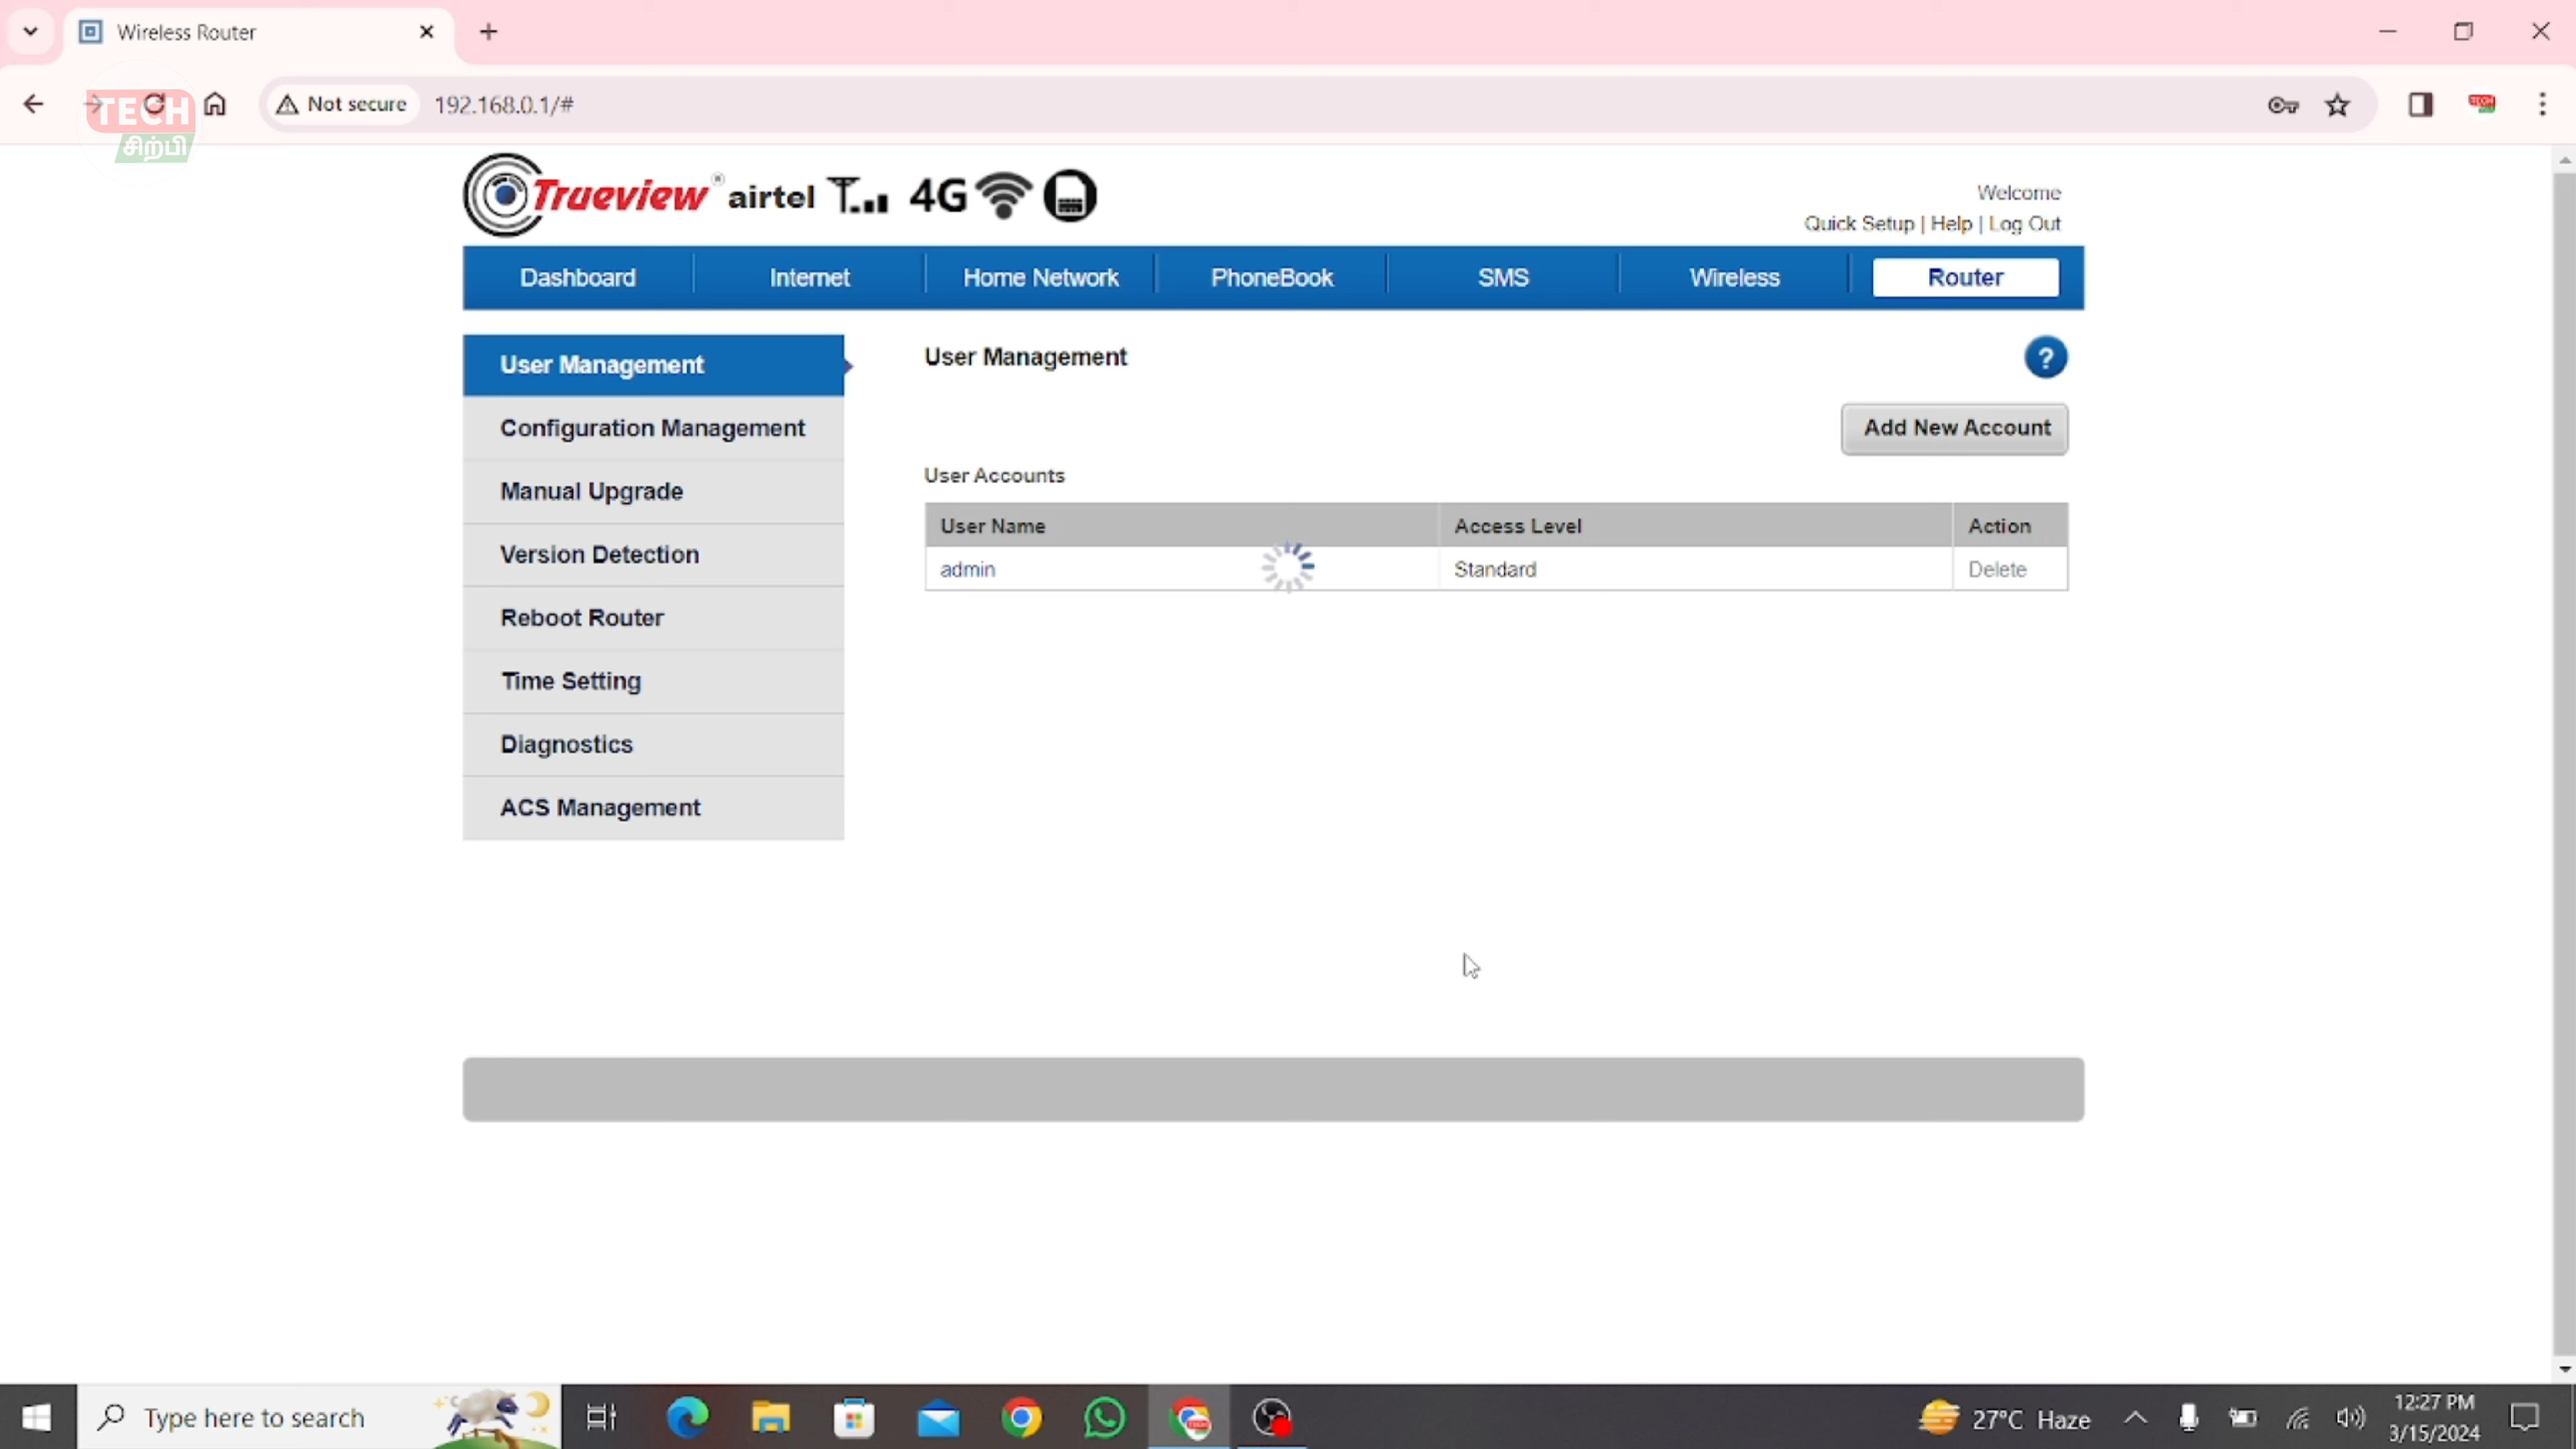 Wireless Router
Not secure
192.168.0.1/#
TECH
சிற்பி
Trueview® airtel 4G
Welcome
Quick Setup | Help | Log Out
Dashboard Internet Home Network PhoneBook SMS Wireless Router
User Management
Configuration Management
Manual Upgrade
Version Detection
Reboot Router
Time Setting
Diagnostics
ACS Management
User Management
?
Add New Account
User Accounts
User Name Access Level Action
admin Standard Delete
Type here to search
27°C Haze
12:27 PM
3/15/2024